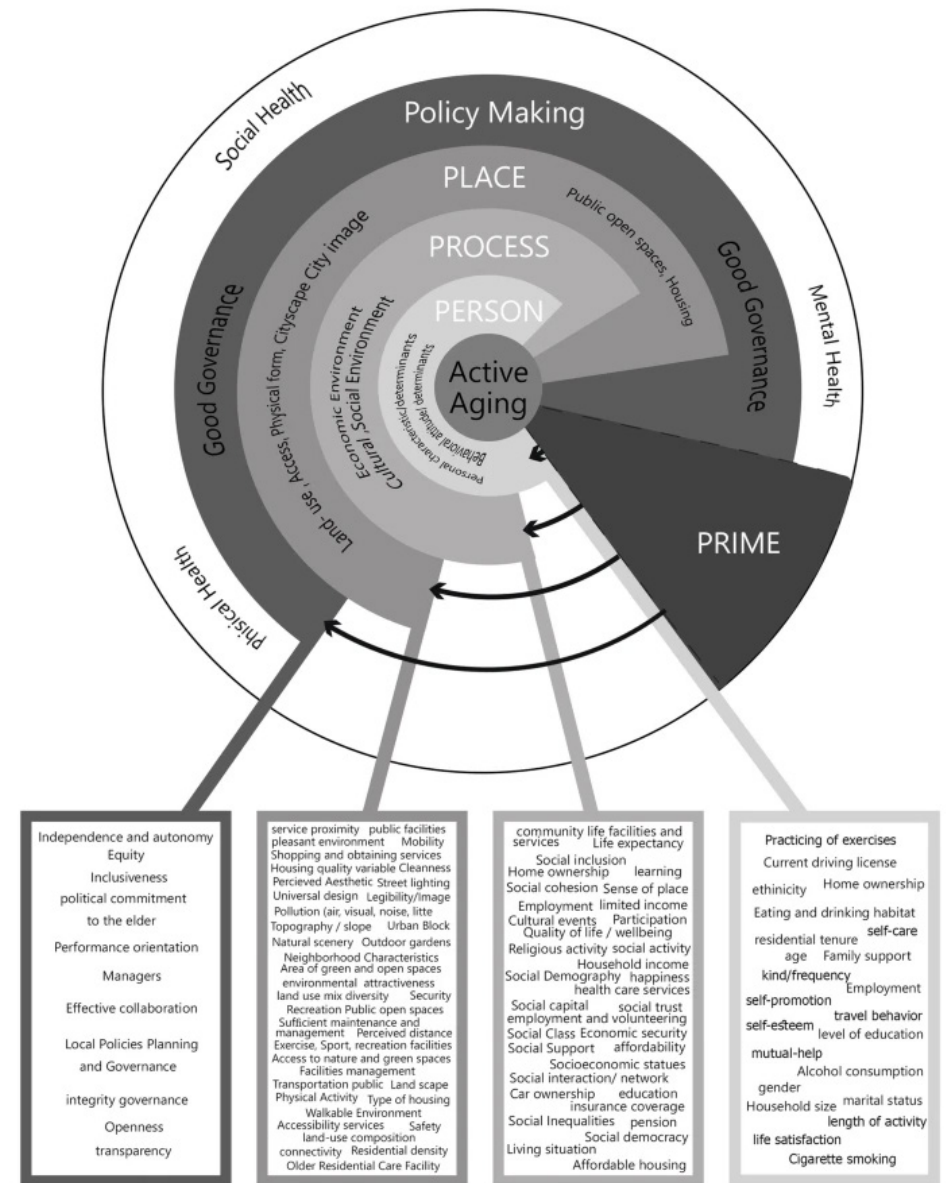 Social Health
Policy Making
PLACE
Public open spaces, Housing
PROCESS
PERSON
Active
Aging
Good Governance
Good Governance
Mental Health
Land- use , Access, Physical form, Cityscape City image
Economic Environment
Cultural ,Social Environment
Personal characteristic/determinants
Behavioral attitude/ determinants
PRIME
Phisical Health
Independence and autonomy
Equity
Inclusiveness
political commitment
to the elder
Performance orientation
Managers
Effective collaboration
Local Policies Planning
and Governance
integrity governance
Openness
transparency
service proximity public facilities
pleasant environment Mobility
Shopping and obtaining services
Housing quality variable Cleanness
Percieved Aesthetic Street lighting
Universal design Legibility/Image
Pollution (air, visual, noise, litte
Topography / slope Urban Block
Natural scenery Outdoor gardens
Neighborhood Characteristics
Area of green and open spaces
environmental attractiveness
land use mix diversity Security
Recreation Public open spaces
Sufficient maintenance and
management Perceived distance
Exercise, Sport, recreation facilities
Access to nature and green spaces
Facilities management
Transportation public Land scape
Physical Activity Type of housing
Walkable Environment
Accessibility services Safety
land-use composition
connectivity Residential density
Older Residential Care Facility
community life facilities and
services Life expectancy
Social inclusion
Home ownership learning
Social cohesion Sense of place
Employment limited income
Cultural events Participation
Quality of life / wellbeing
Religious activity social activity
Household income
Social Demography happiness
health care services
Social capital social trust
employment and volunteering
Social Class Economic security
Social Support affordability
Socioeconomic statues
Social interaction/ network
Car ownership education
insurance coverage
Social Inequalities pension
Social democracy
Living situation
Affordable housing
Practicing of exercises
Current driving license
ethinicity Home ownership
Eating and drinking habitat
self-care
residential tenure
age Family support
kind/frequency
Employment
self-promotion
travel behavior
self-esteem
level of education
mutual-help
Alcohol consumption
gender
Household size marital status
length of activity
life satisfaction
Cigarette smoking